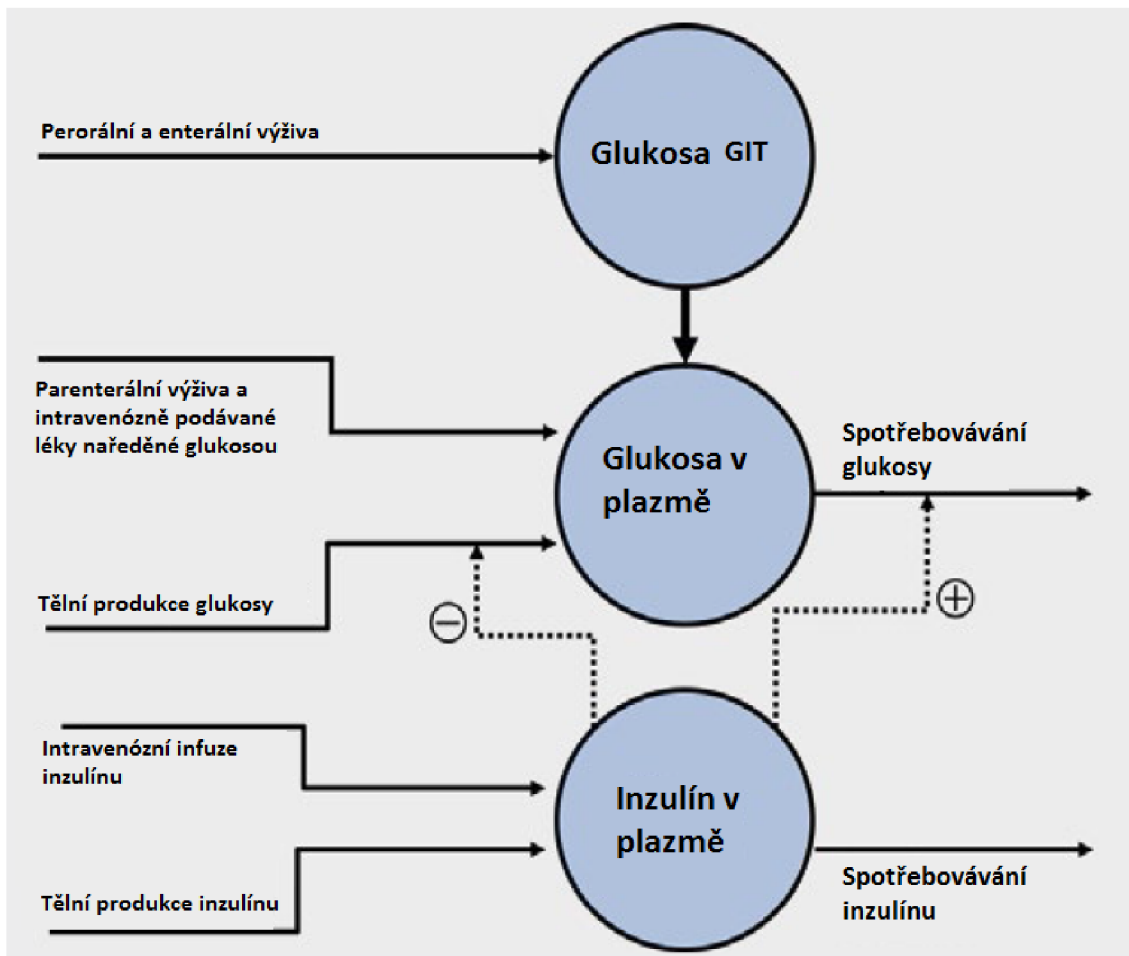 Perorální a enterální výživa
Glukosa GIT
Parenterální výživa a
intravenózně podávané
léky naředěné glukosou
Glukosa v
plazmě
Spotřebovávání
glukosy
Tělní produkce glukosy
−
+
Intravenózní infuze
inzulínu
Inzulín v
plazmě
Tělní produkce inzulínu
Spotřebovávání
inzulínu